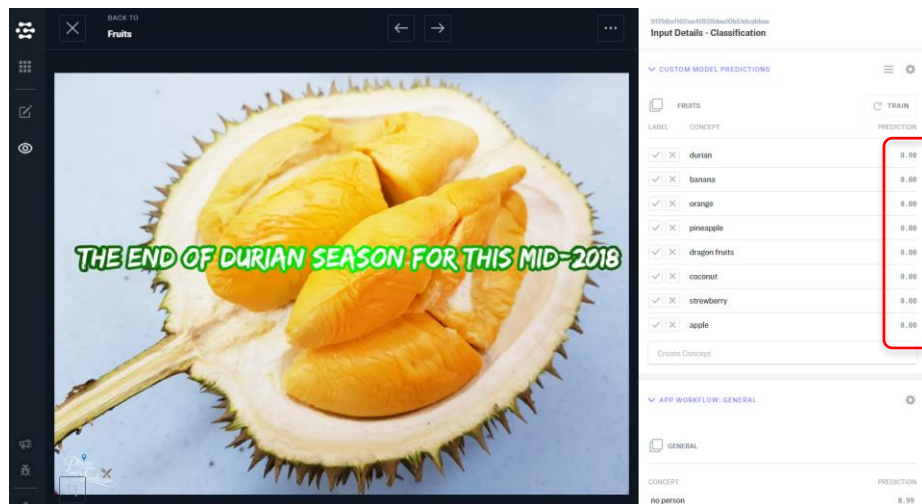 BACK TO
Fruits
Input Details - Classification
CUSTOM MODEL PREDICTIONS
FRUITS
TRAIN
LABEL CONCEPT PREDICTION
durian 0.90
banana 0.00
orange 0.00
pineapple 0.00
dragon fruits 0.00
coconut 0.00
strewberry 0.00
apple 0.00
Create Concept
THE END OF DURIAN SEASON FOR THIS MID-2018
APP WORKFLOW: GENERAL
GENERAL
CONCEPT PREDICTION
no person 0.99